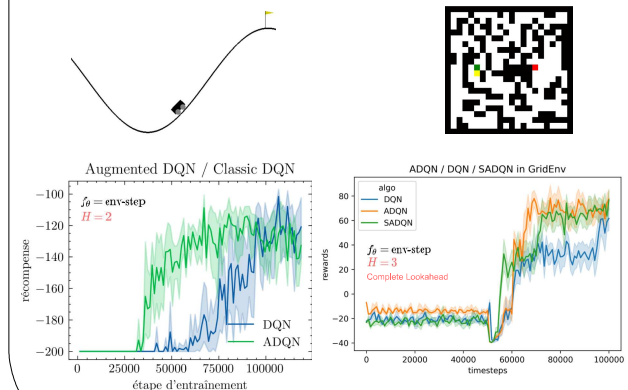 Augmented DQN / Classic DQN
f_θ = env-step
H = 2
récompense
−100
−120
−140
−160
−180
−200
DQN
ADQN
0 25000 50000 75000 100000
étape d'entraînement
ADQN / DQN / SADQN in GridEnv
algo
DQN
ADQN
SADQN
f_θ = env-step
H = 3
Complete Lookahead
rewards
80
60
40
20
0
−20
−40
0 20000 40000 60000 80000 100000
timesteps